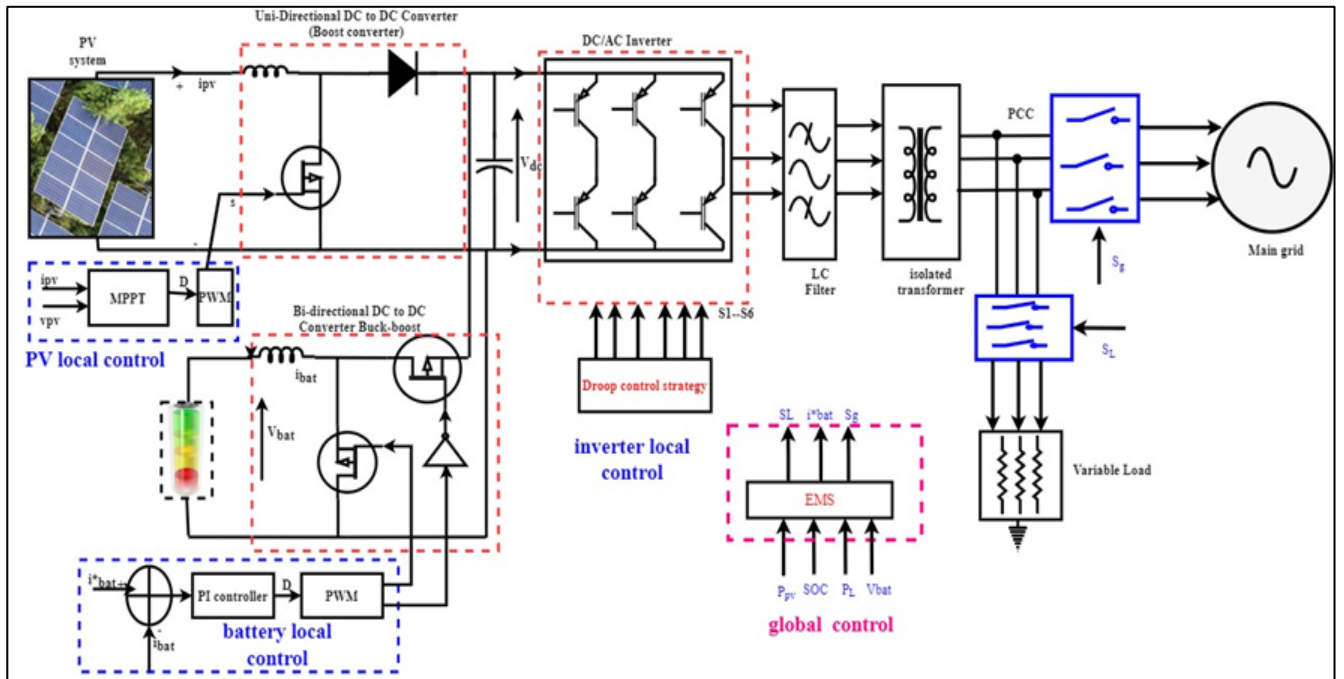 Uni-Directional DC to DC Converter
(Boost converter)
PV
system
ipv
+
-
s
DC/AC Inverter
Vdc
PCC
LC
Filter
isolated
transformer
Sg
Main grid
ipv
vpv
MPPT
D
PWM
PV local control
Bi-directional DC to DC
Converter Buck-boost
ibat
Vbat
S1--S6
Droop control strategy
inverter local
control
SL
Variable Load
SL
i*bat
Sg
EMS
Ppv
SOC
PL
Vbat
global control
i*bat+
-
ibat
PI controller
D
PWM
battery local
control